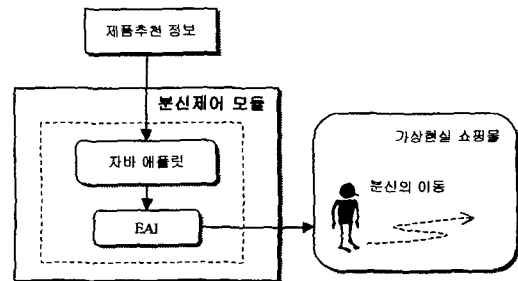 제품추천 정보
분신제어 모듈
자바 애플릿
EAI
가상현실 쇼핑몰
분신의 이동